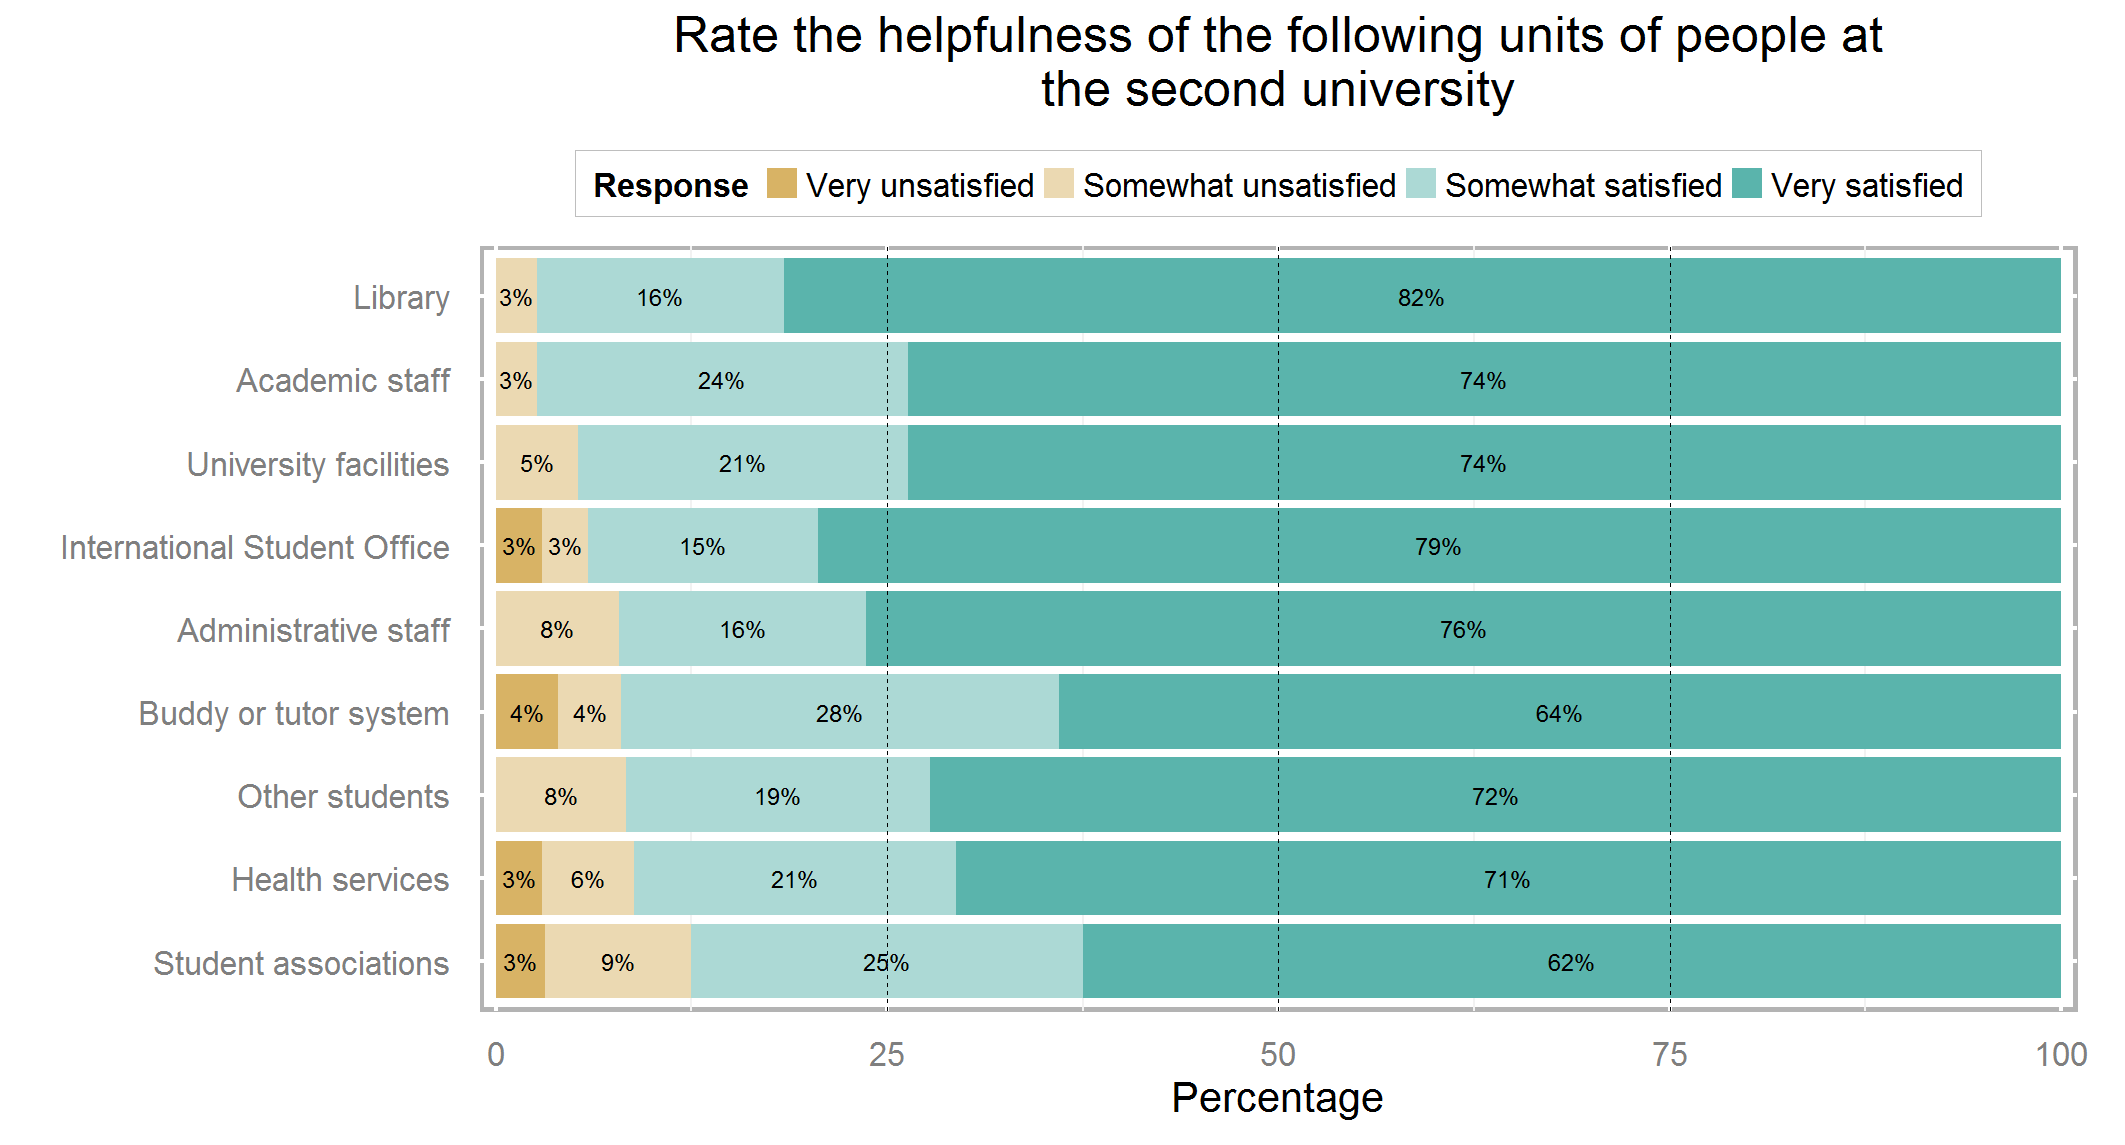 Rate the helpfulness of the following units of people at
the second university
Response Very unsatisfied Somewhat unsatisfied Somewhat satisfied Very satisfied
Library 3% 16% 82%
Academic staff 3% 24% 74%
University facilities 5% 21% 74%
International Student Office 3% 3% 15% 79%
Administrative staff 8% 16% 76%
Buddy or tutor system 4% 4% 28% 64%
Other students 8% 19% 72%
Health services 3% 6% 21% 71%
Student associations 3% 9% 25% 62%
0 25 50 75 100
Percentage